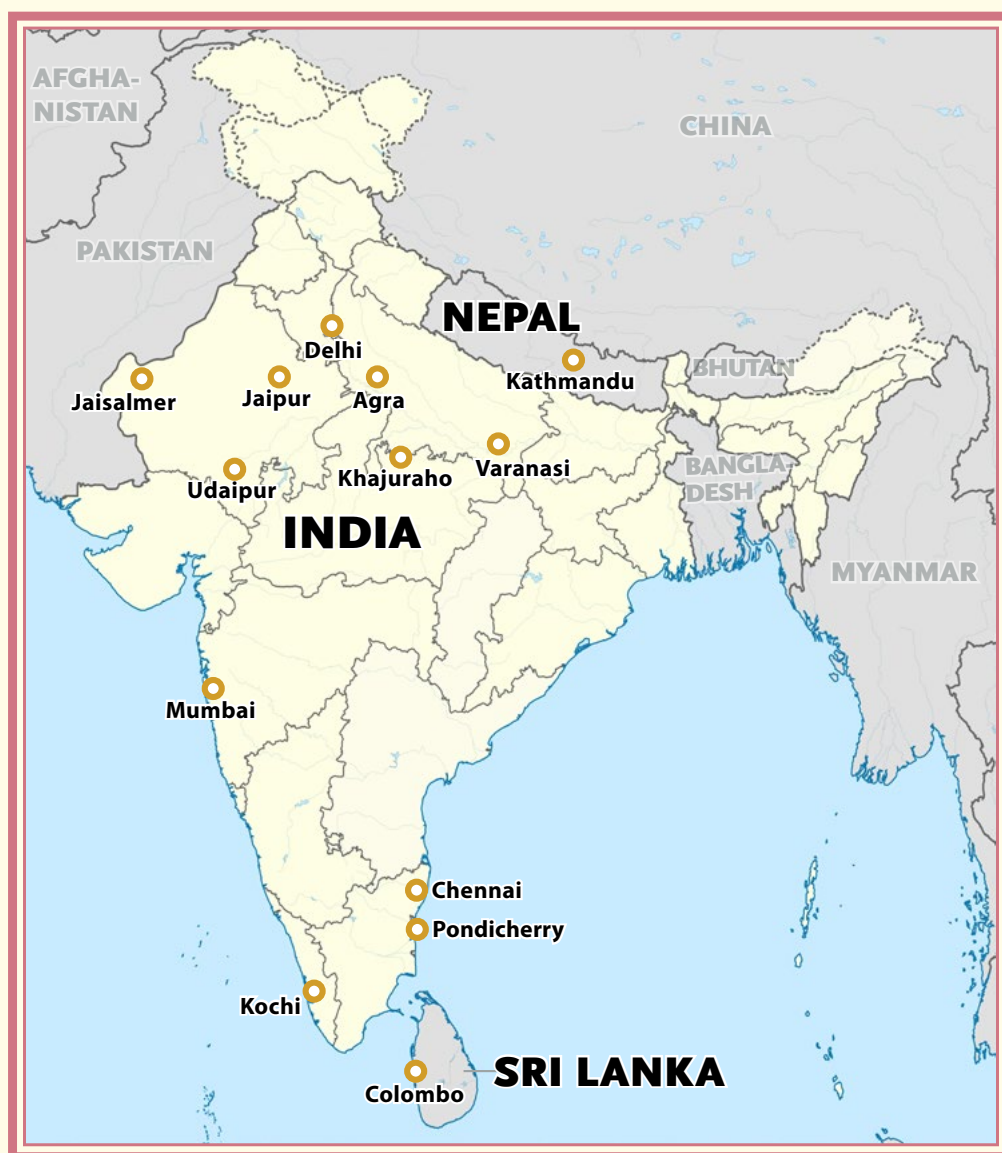 AFGHA-
NISTAN
CHINA
PAKISTAN
NEPAL
Delhi
Kathmandu
BHUTAN
Jaisalmer
Jaipur
Agra
Udaipur
Khajuraho
Varanasi
BANGLA-
DESH
INDIA
MYANMAR
Mumbai
Chennai
Pondicherry
Kochi
SRI LANKA
Colombo